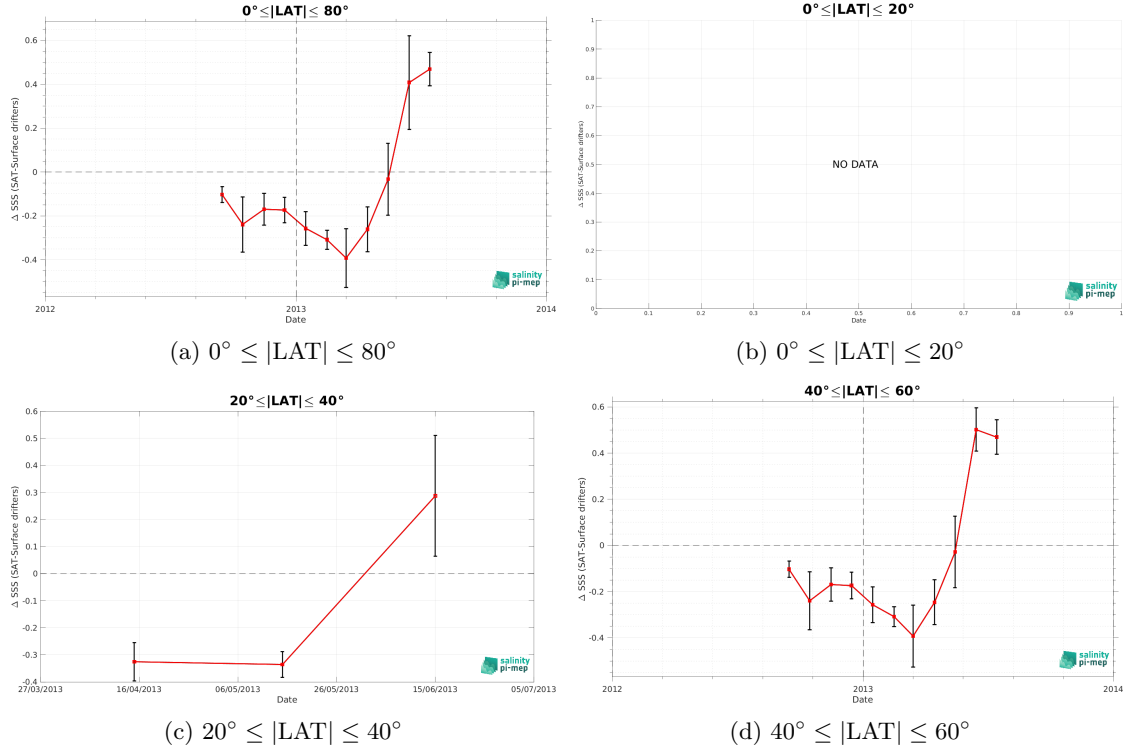 0°≤|LAT|≤ 80°
0.6
0.4
0.2
0
-0.2
-0.4
Δ SSS (SAT-Surface drifters)
2012
2013
2014
Date
salinity
pi-mep
(a) 0° ≤ |LAT| ≤ 80°
0°≤|LAT|≤ 20°
1
0.9
0.8
0.7
0.6
0.5
0.4
0.3
0.2
0.1
0
Δ SSS (SAT-Surface drifters)
NO DATA
0
0.1
0.2
0.3
0.4
0.5
0.6
0.7
0.8
0.9
1
Date
salinity
pi-mep
(b) 0° ≤ |LAT| ≤ 20°
20°≤|LAT|≤ 40°
0.6
0.5
0.4
0.3
0.2
0.1
0
-0.1
-0.2
-0.3
-0.4
Δ SSS (SAT-Surface drifters)
27/03/2013
16/04/2013
06/05/2013
26/05/2013
15/06/2013
05/07/2013
Date
salinity
pi-mep
(c) 20° ≤ |LAT| ≤ 40°
40°≤|LAT|≤ 60°
0.6
0.4
0.2
0
-0.2
-0.4
Δ SSS (SAT-Surface drifters)
2012
2013
2014
Date
salinity
pi-mep
(d) 40° ≤ |LAT| ≤ 60°